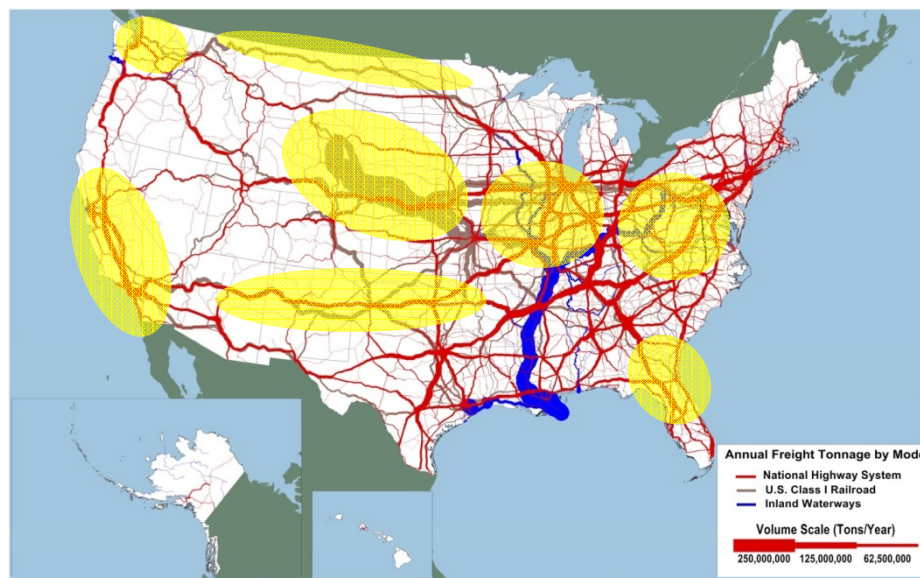 Annual Freight Tonnage by Mode
National Highway System
U.S. Class I Railroad
Inland Waterways
Volume Scale (Tons/Year)
250,000,000 125,000,000 62,500,000